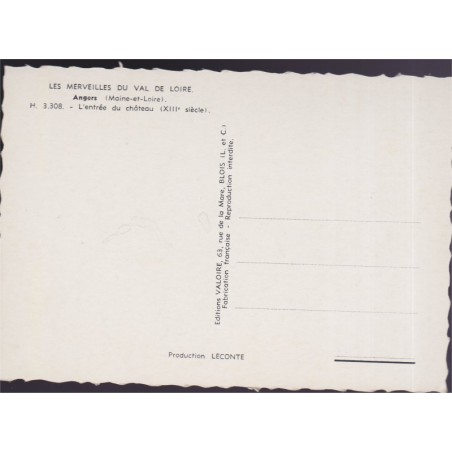 LES MERVEILLES DU VAL DE LOIRE.
Angers (Maine-et-Loire).
H. 3.308. - L'entrée du château (XIIIe siècle).
Editions VALOIRE, 63, rue de la Mare, BLOIS (L. et C.)
Fabrication française - Reproduction interdite.
Production LECONTE